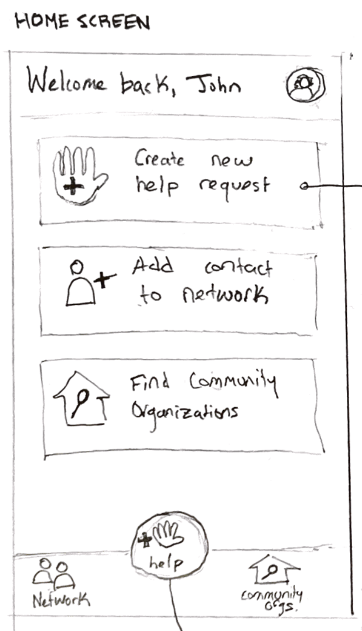 HOME SCREEN
Welcome back, John
Create new
help request
Add contact
to network
Find Community
Organizations
help
Network
Community
orgs.